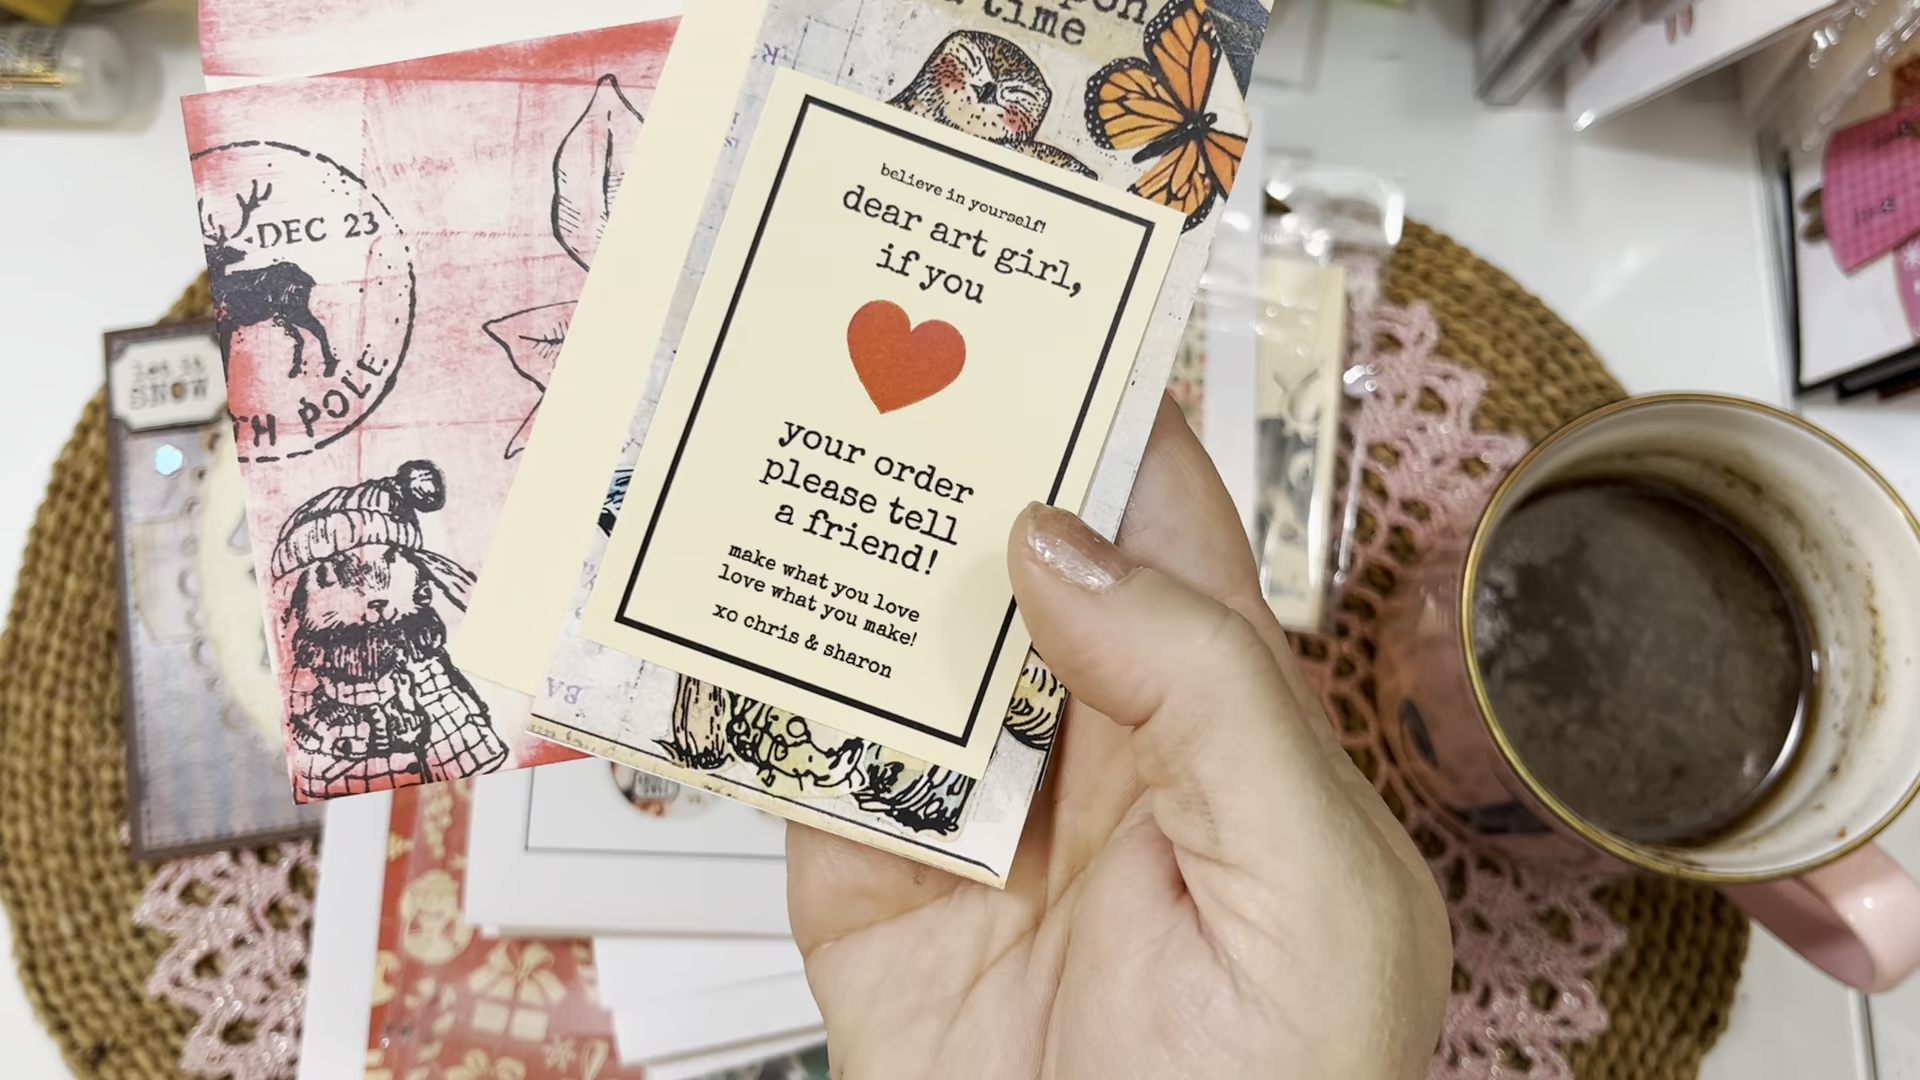 time
believe in yourself!
dear art girl,
if you
your order
please tell
a friend!
make what you love
love what you make!
xo chris & sharon
DEC 23
TH POLE
let it
SNOW
BA